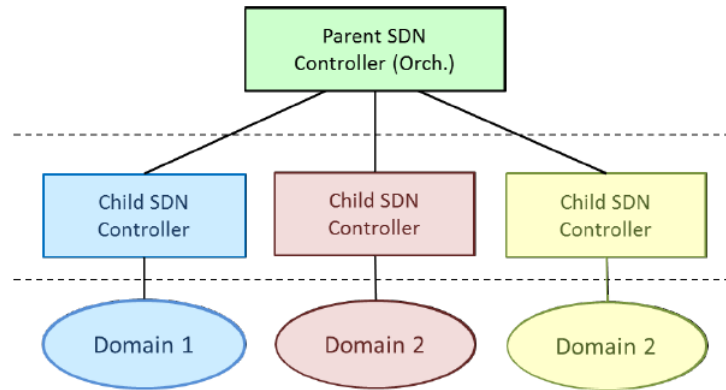 Parent SDN
Controller (Orch.)
Child SDN
Controller
Child SDN
Controller
Child SDN
Controller
Domain 1
Domain 2
Domain 2